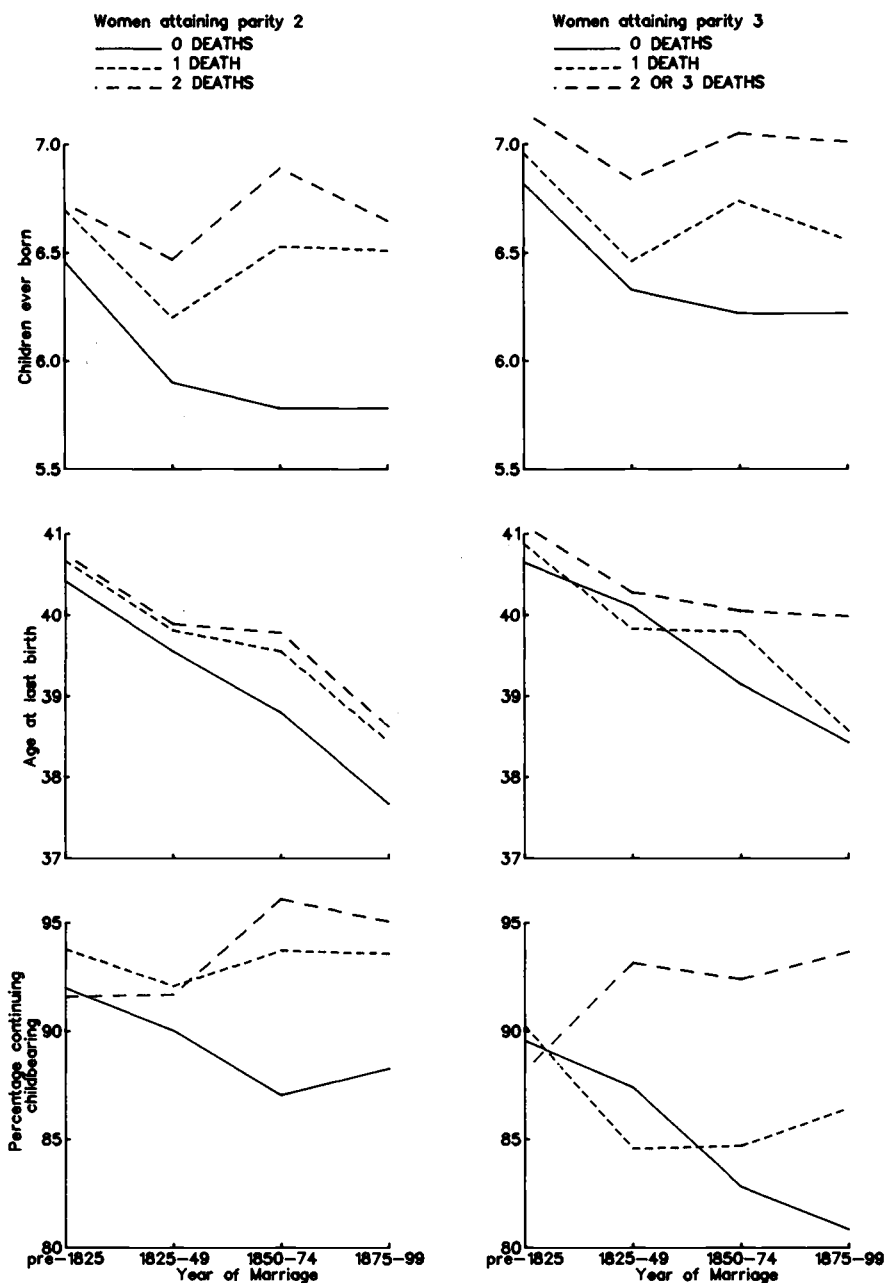 Women attaining parity 2
0 DEATHS
1 DEATH
2 DEATHS
Women attaining parity 3
0 DEATHS
1 DEATH
2 OR 3 DEATHS
Children ever born
7.0
6.5
6.0
5.5
7.0
6.5
6.0
5.5
Age at last birth
41
40
39
38
37
41
40
39
38
37
Percentage continuing
childbearing
95
90
85
80
95
90
85
80
pre-1825 1825-49 1850-74 1875-99
Year of Marriage
pre-1825 1825-49 1850-74 1875-99
Year of Marriage